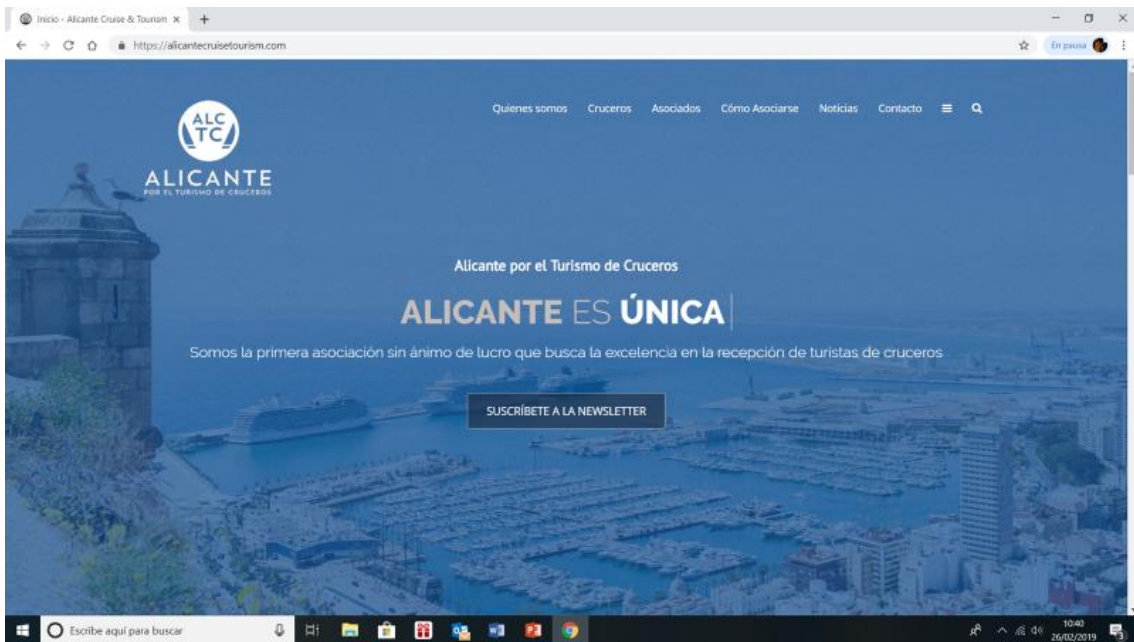 Inicio - Alicante Cruise & Tourism
https://alicantecruisetourism.com
En pausa
Quienes somos Cruceros Asociados Cómo Asociarse Noticias Contacto
ALC
TC
ALICANTE
POR EL TURISMO DE CRUCEROS
Alicante por el Turismo de Cruceros
ALICANTE ES ÚNICA
Somos la primera asociación sin ánimo de lucro que busca la excelencia en la recepción de turistas de cruceros
SUSCRÍBETE A LA NEWSLETTER
Escribe aquí para buscar
10:40
26/02/2019